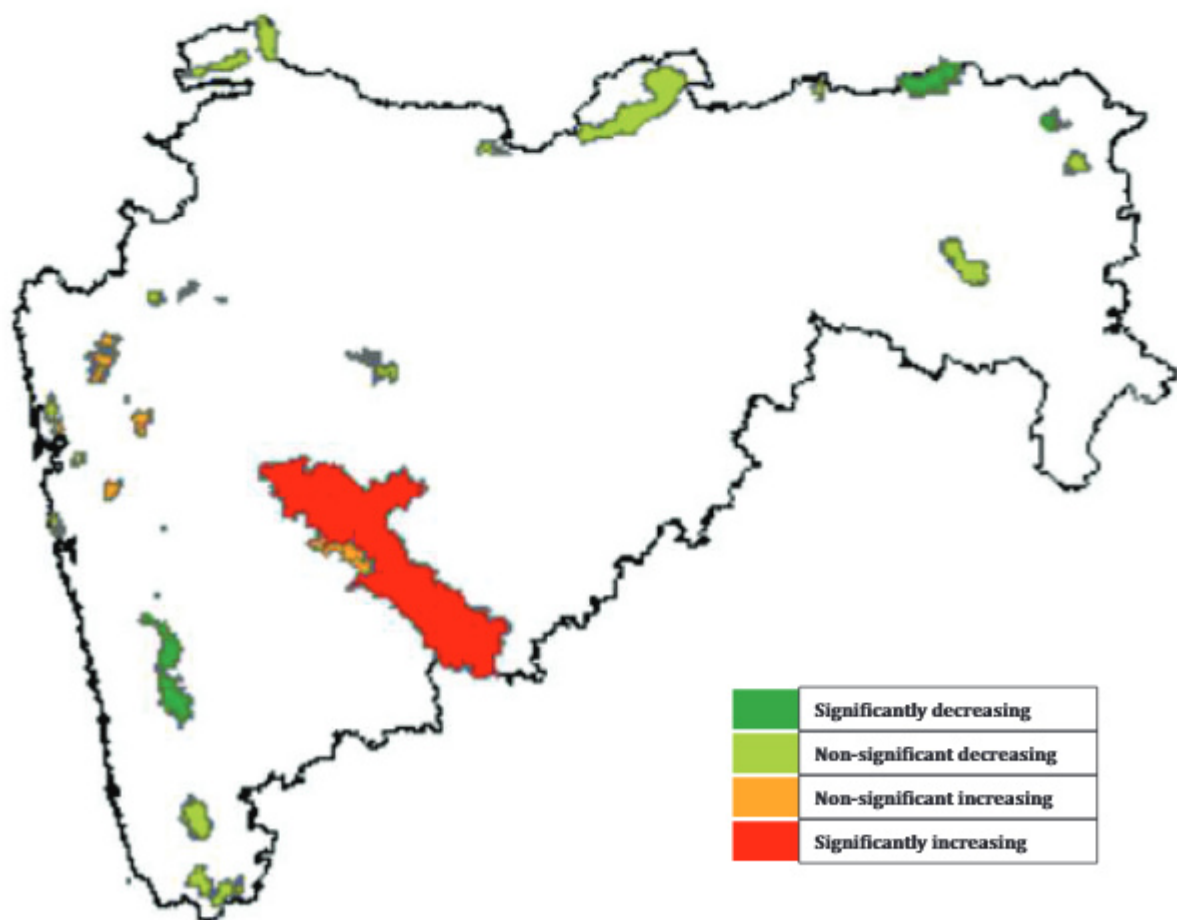 Significantly decreasing
Non-significant decreasing
Non-significant increasing
Significantly increasing